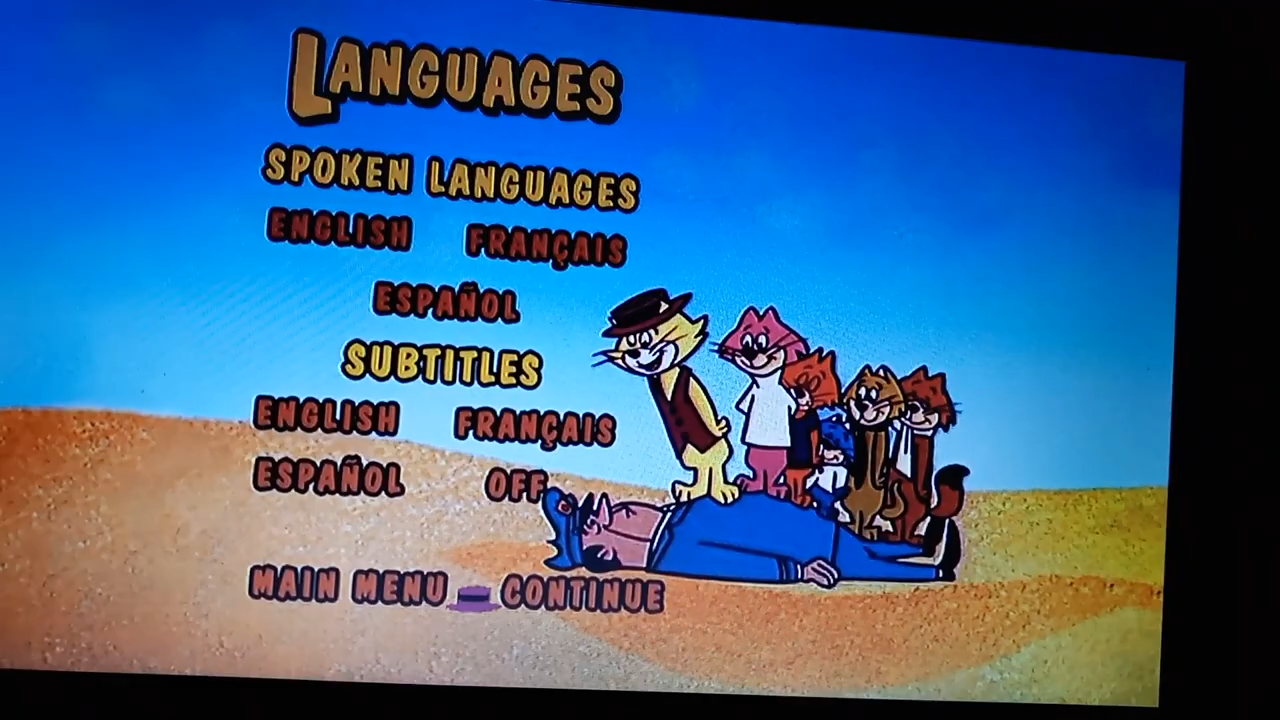 LANGUAGES
SPOKEN LANGUAGES
ENGLISH FRANÇAIS
ESPAÑOL
SUBTITLES
ENGLISH FRANÇAIS
ESPAÑOL OFF
MAIN MENU CONTINUE